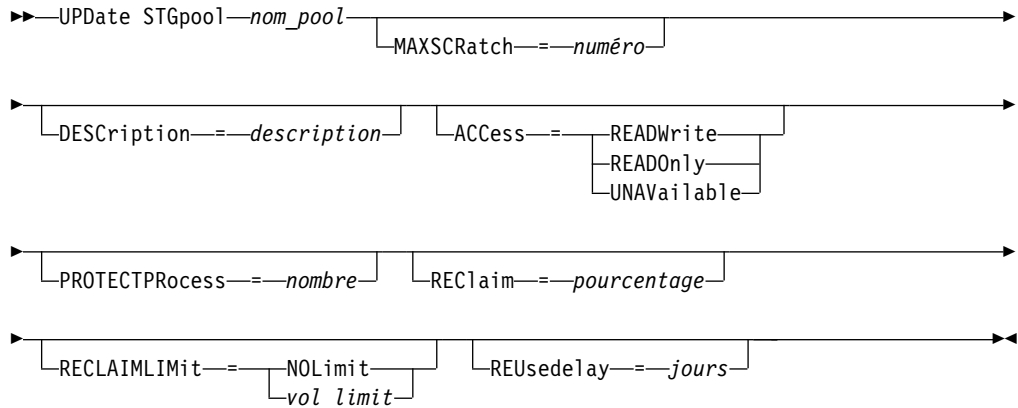 UPDate STGpool nom_pool
MAXSCRatch = numéro
DESCription = description ACCess = READWrite
READOnly
UNAVailable
PROTECTPRocess = nombre REClaim = pourcentage
RECLAIMLIMit = NOLimit REUsedelay = jours
vol limit